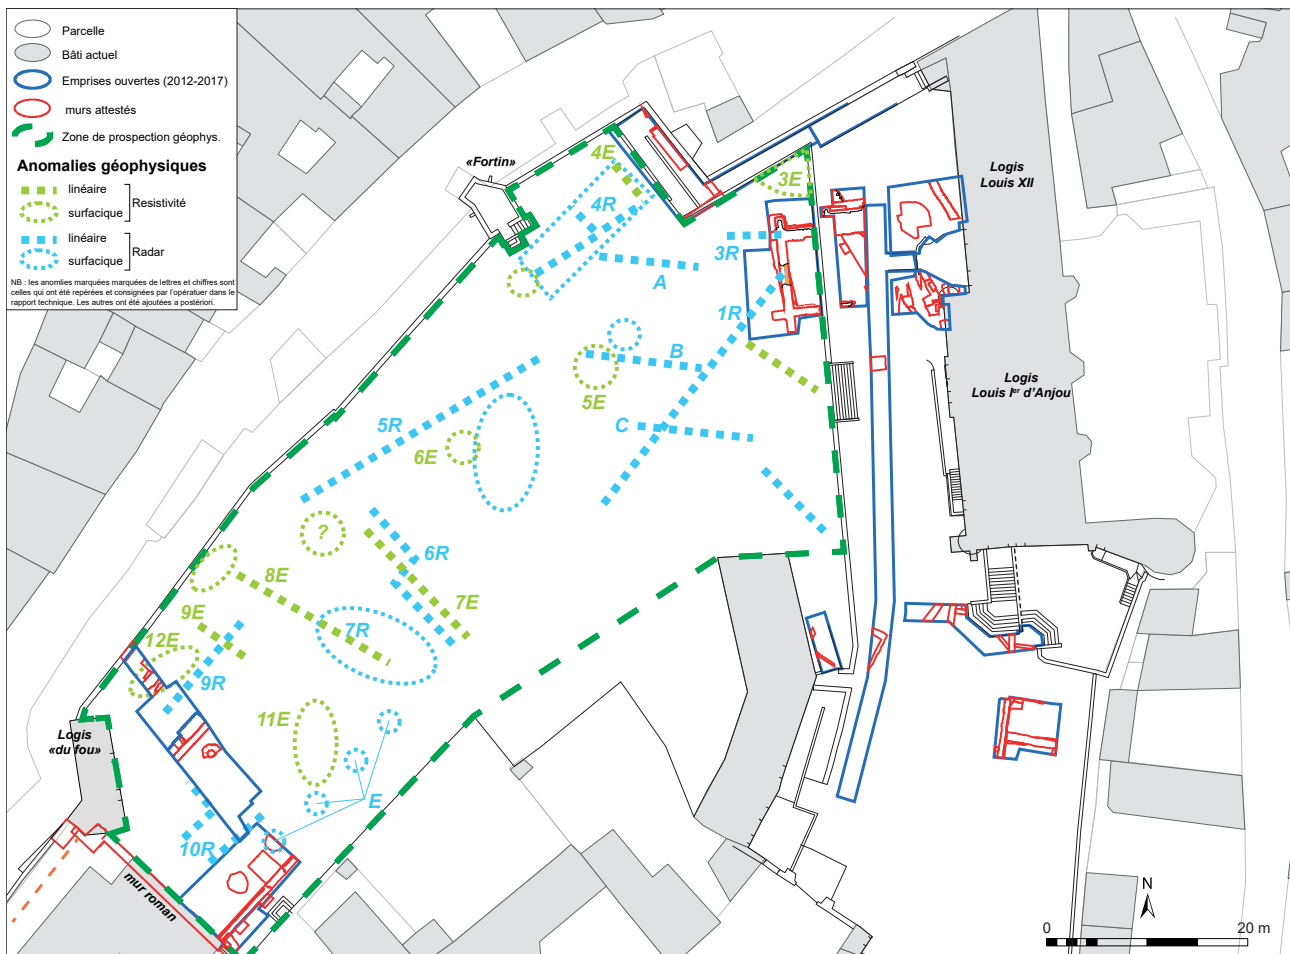 Parcelle
Bâti actuel
Emprises ouvertes (2012-2017)
murs attestés
Zone de prospection géophys.
Anomalies géophysiques
linéaire
surfacique
Resistivité
linéaire
surfacique
Radar
NB : les anomlies marquées marquées de lettres et chiffres sont
celles qui ont été repérées et consignées par l'opératuer dans le
rapport technique. Les autres ont été ajoutées a postériori.
«Fortin»
4E
3E
4R
3R
A
1R
B
5E
C
5R
6E
?
6R
8E
7E
9E
7R
12E
9R
11E
E
10R
Logis
«du fou»
mur roman
Logis
Louis XII
Logis
Louis Ier d'Anjou
N
0
20 m